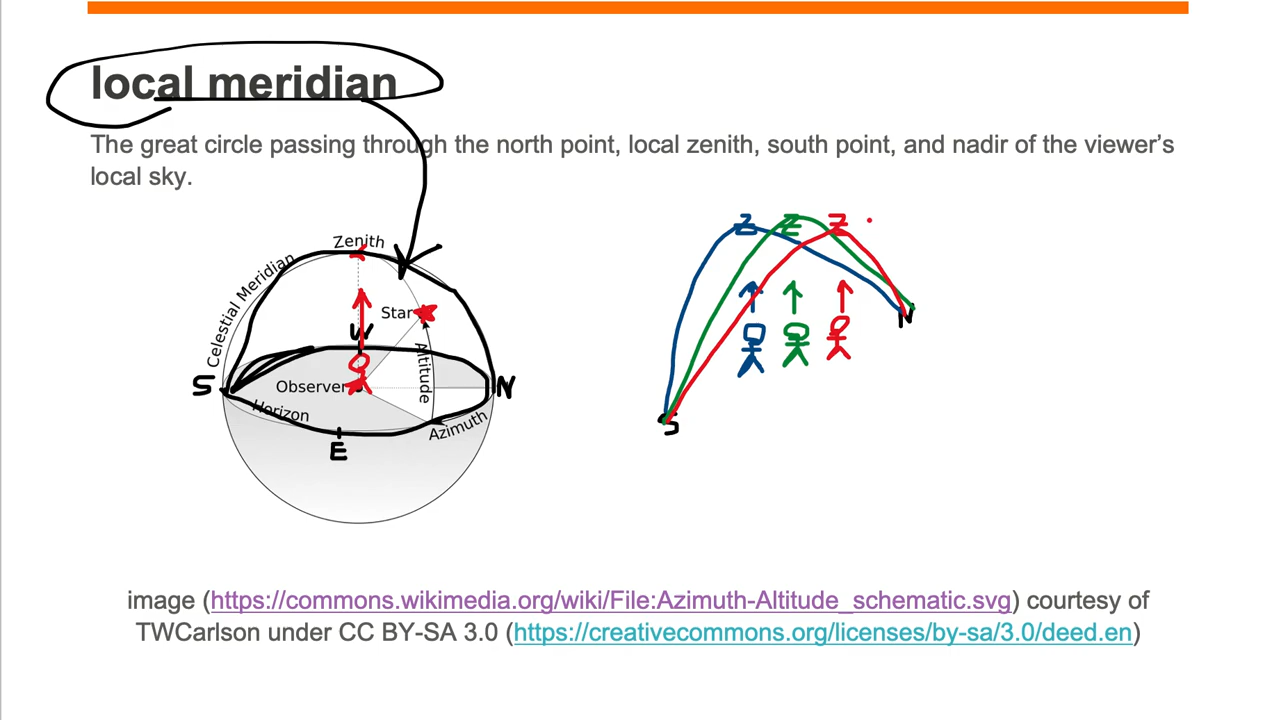 local meridian
The great circle passing through the north point, local zenith, south point, and nadir of the viewer's
local sky.
Zenith
Celestial Meridian
Star
W
Altitude
S
Observer
N
Horizon
Azimuth
E
Z Z Z
N
S
image (https://commons.wikimedia.org/wiki/File:Azimuth-Altitude_schematic.svg) courtesy of
TWCarlson under CC BY-SA 3.0 (https://creativecommons.org/licenses/by-sa/3.0/deed.en)